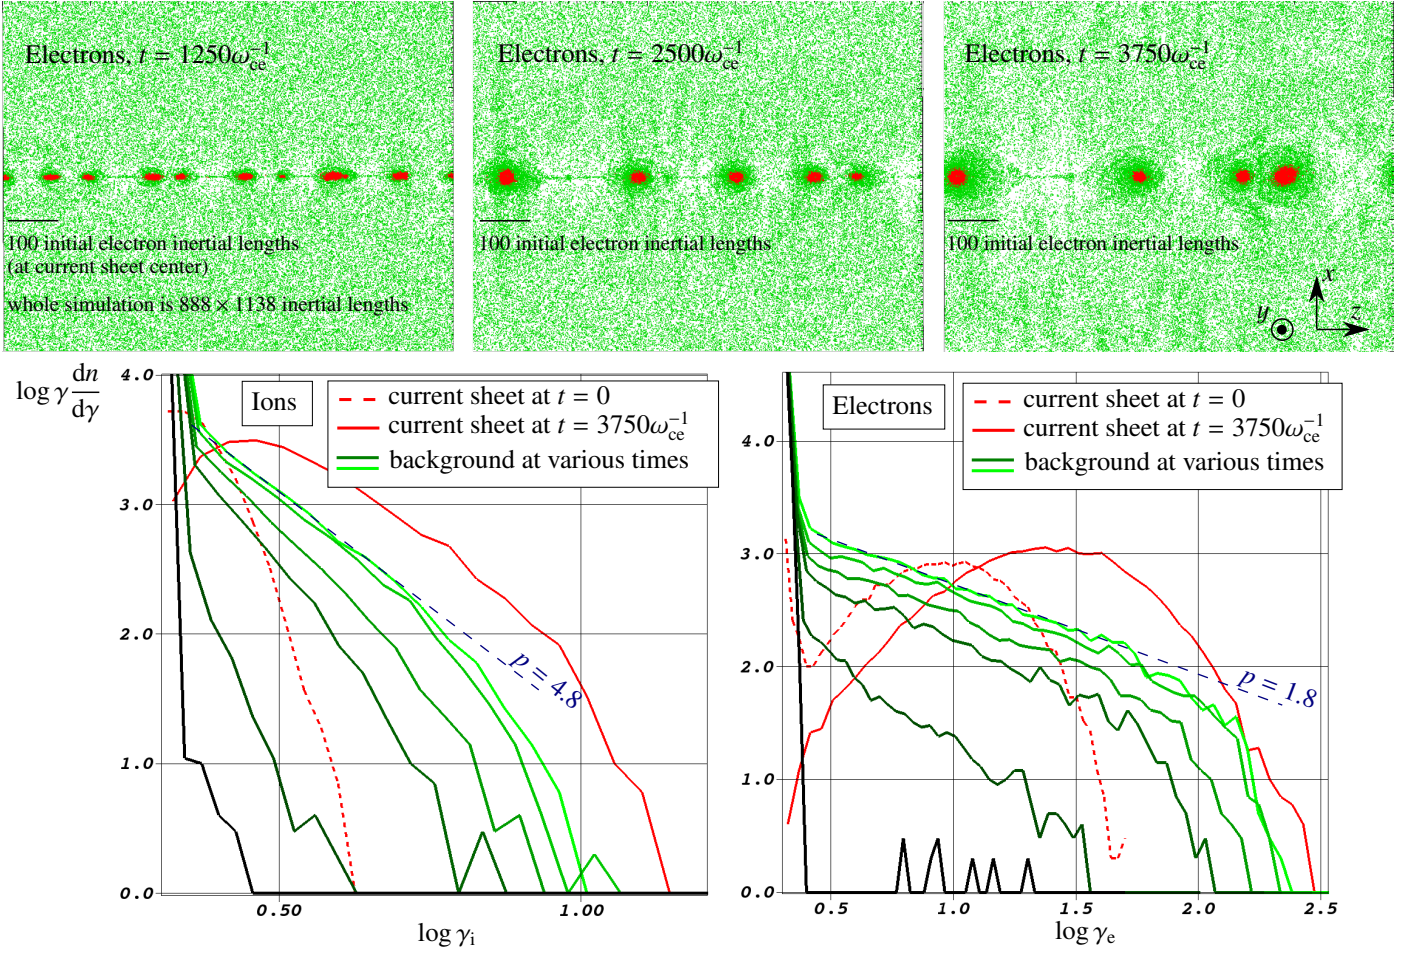 Electrons, t = 1250ω_ce^−1
Electrons, t = 2500ω_ce^−1
Electrons, t = 3750ω_ce^−1
100 initial electron inertial lengths
(at current sheet center)
whole simulation is 888 × 1138 inertial lengths
100 initial electron inertial lengths
100 initial electron inertial lengths
x
y
z
log γ dn/dγ
4.0
3.0
2.0
1.0
0.0
Ions
current sheet at t = 0
current sheet at t = 3750ω_ce^−1
background at various times
p = 4.8
0.50
1.00
log γ_i
4.0
3.0
2.0
1.0
0.0
Electrons
current sheet at t = 0
current sheet at t = 3750ω_ce^−1
background at various times
p = 1.8
0.5
1.0
1.5
2.0
2.5
log γ_e